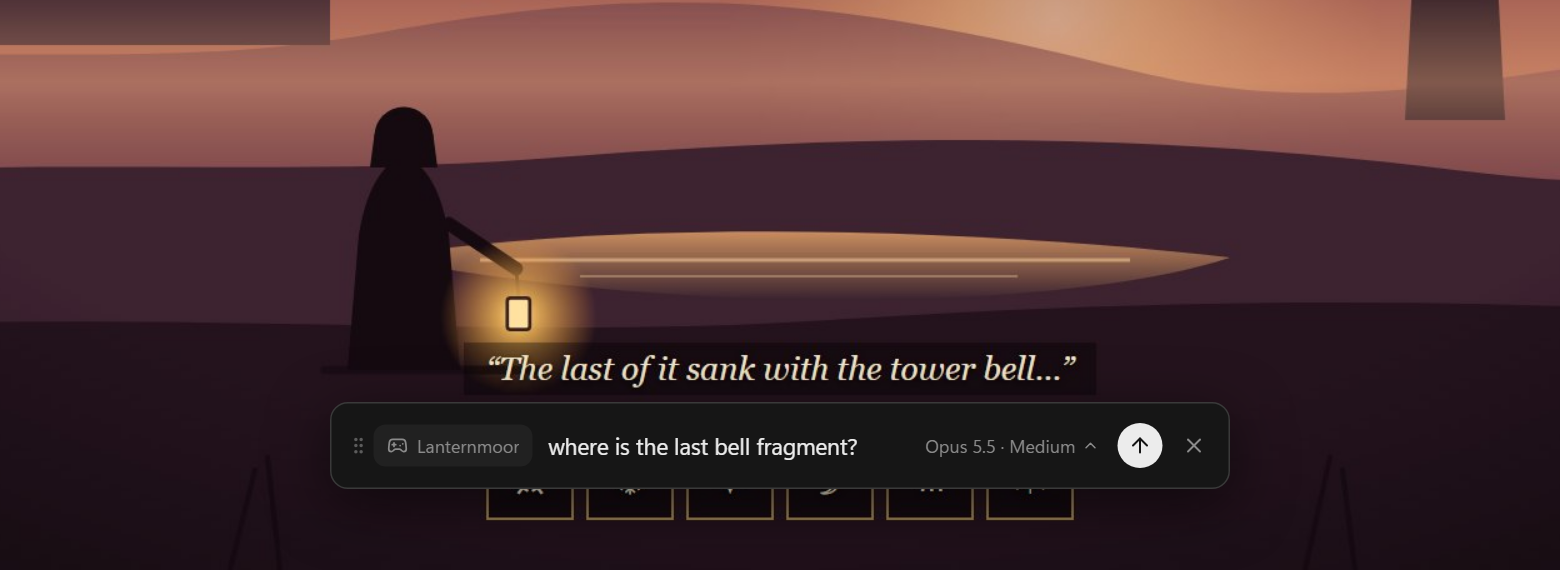 “The last of it sank with the tower bell...”
Lanternmoor where is the last bell fragment? Opus 5.5 · Medium